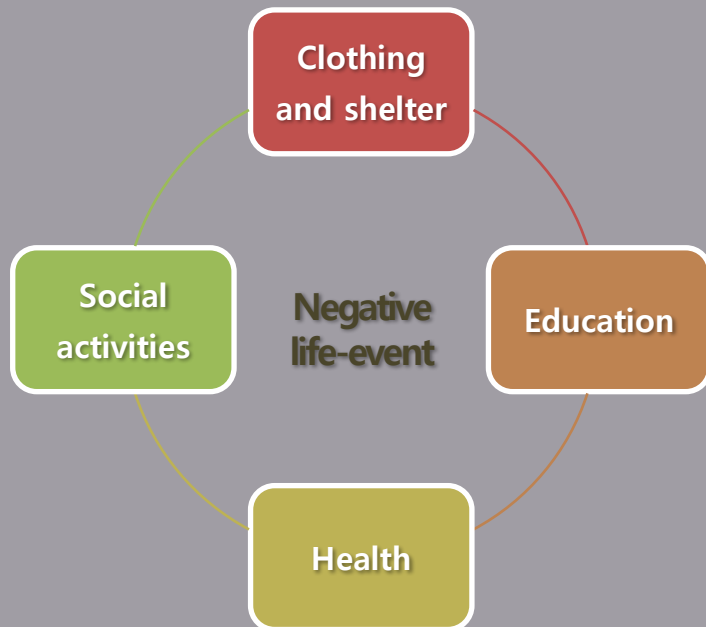 Clothing
and shelter
Social
activities
Negative
life-event
Education
Health